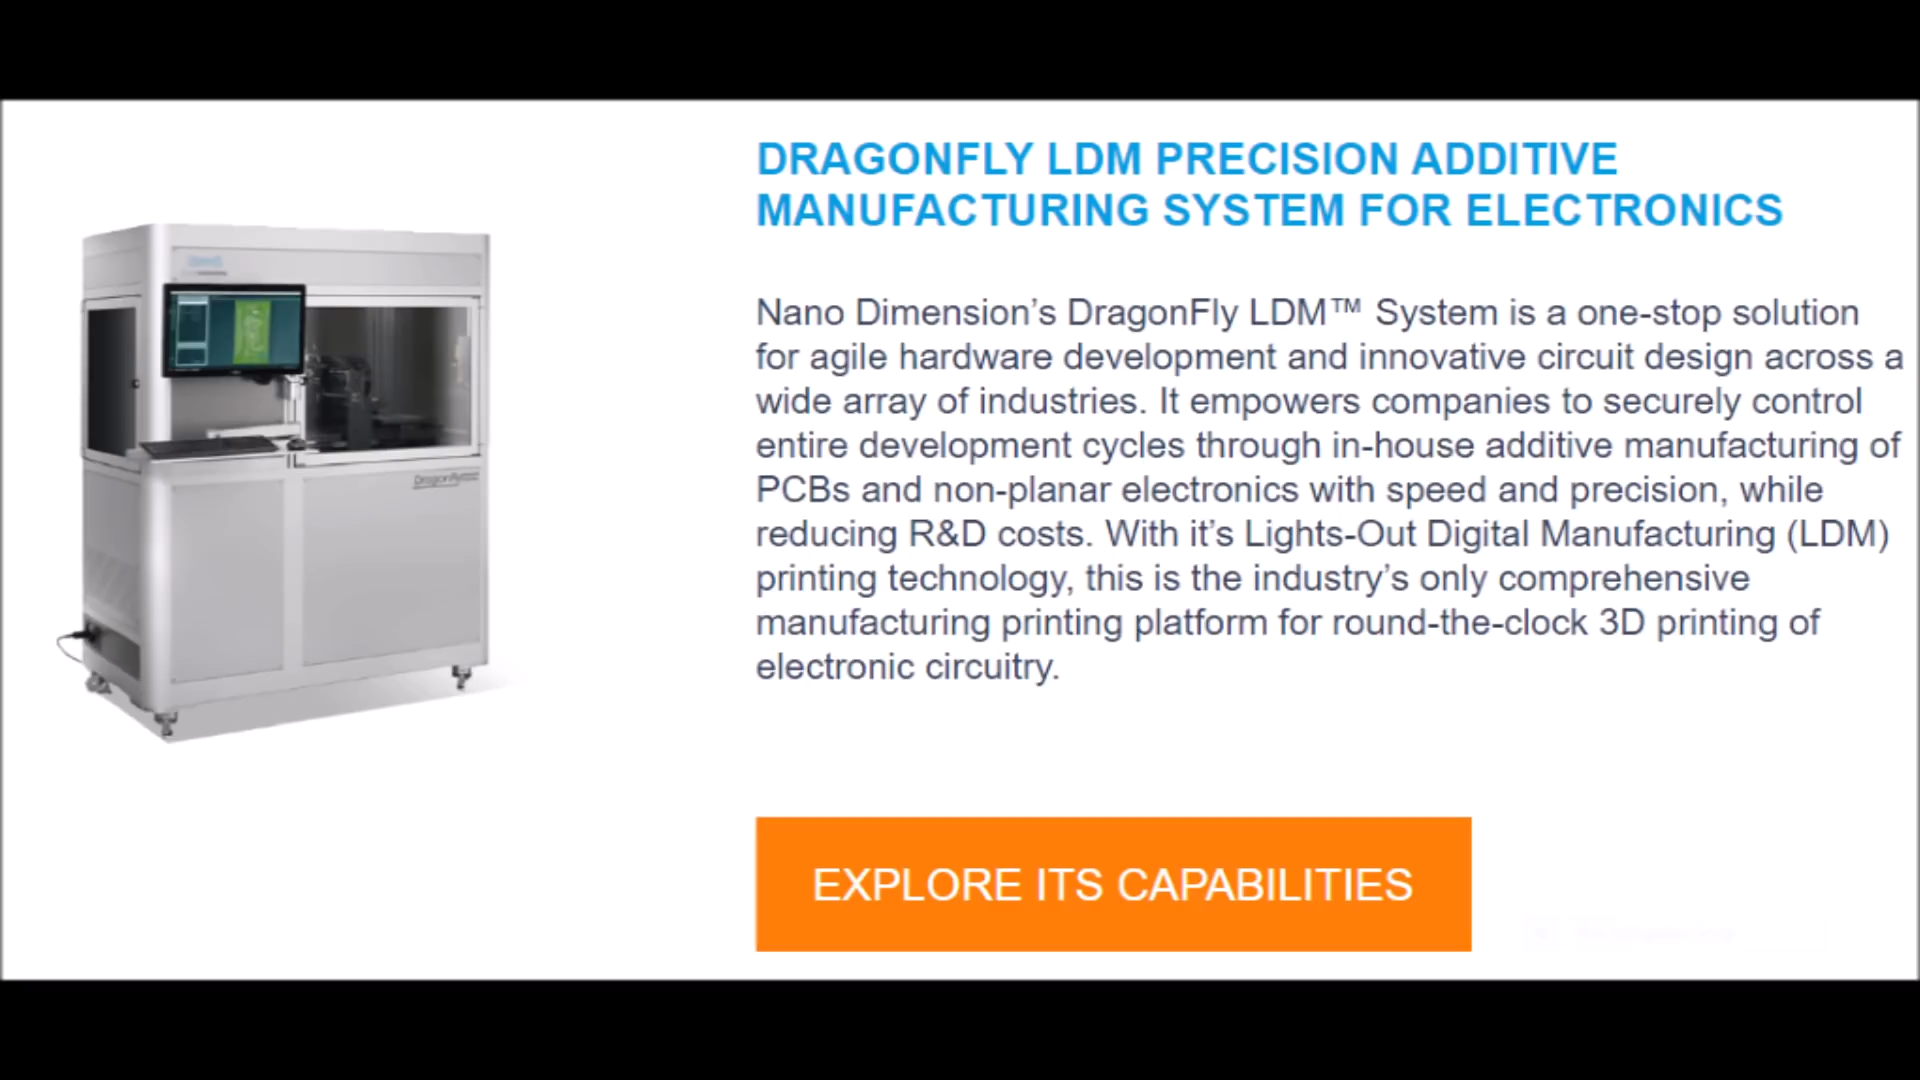 DRAGONFLY LDM PRECISION ADDITIVE
MANUFACTURING SYSTEM FOR ELECTRONICS
Nano Dimension’s DragonFly LDM™ System is a one-stop solution
for agile hardware development and innovative circuit design across a
wide array of industries. It empowers companies to securely control
entire development cycles through in-house additive manufacturing of
PCBs and non-planar electronics with speed and precision, while
reducing R&D costs. With it’s Lights-Out Digital Manufacturing (LDM)
printing technology, this is the industry’s only comprehensive
manufacturing printing platform for round-the-clock 3D printing of
electronic circuitry.
EXPLORE ITS CAPABILITIES
DragonFly